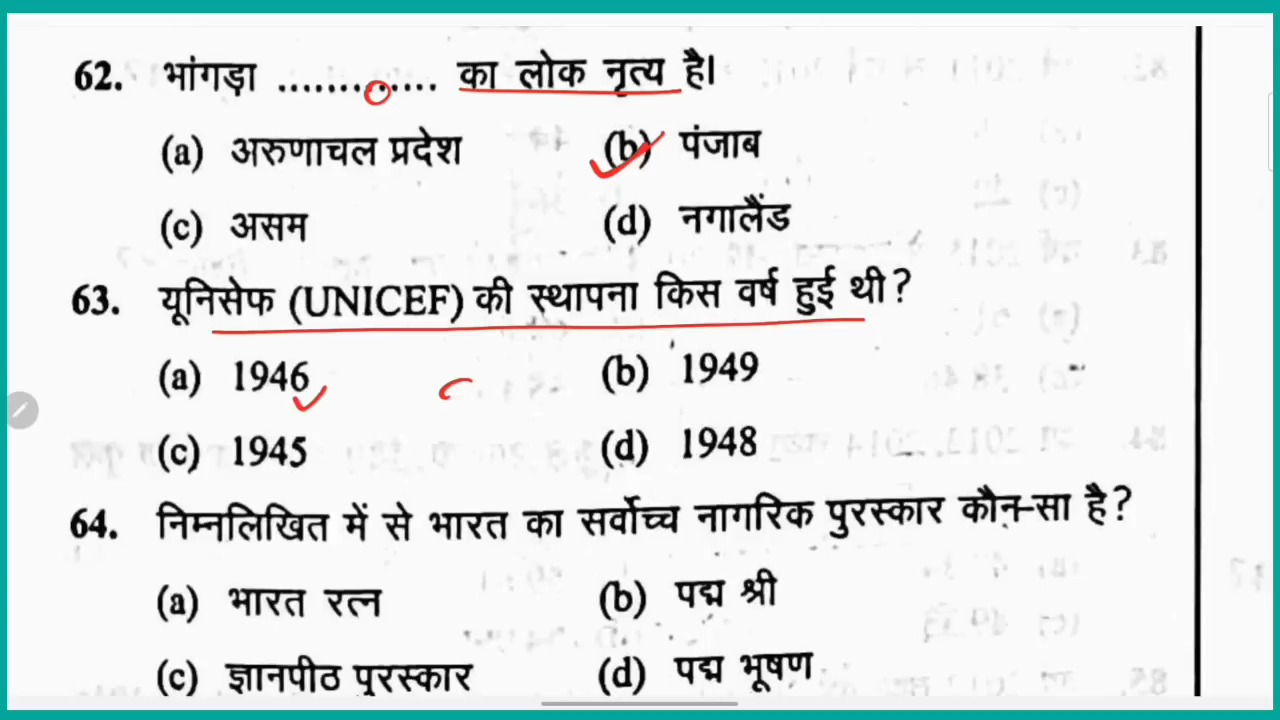 62. भांगड़ा ............. का लोक नृत्य है।
(a) अरुणाचल प्रदेश (b) पंजाब
(c) असम (d) नगालैंड
63. यूनिसेफ (UNICEF) की स्थापना किस वर्ष हुई थी?
(a) 1946 (b) 1949
(c) 1945 (d) 1948
64. निम्नलिखित में से भारत का सर्वोच्च नागरिक पुरस्कार कौन-सा है?
(a) भारत रत्न (b) पद्म श्री
(c) ज्ञानपीठ पुरस्कार (d) पद्म भूषण